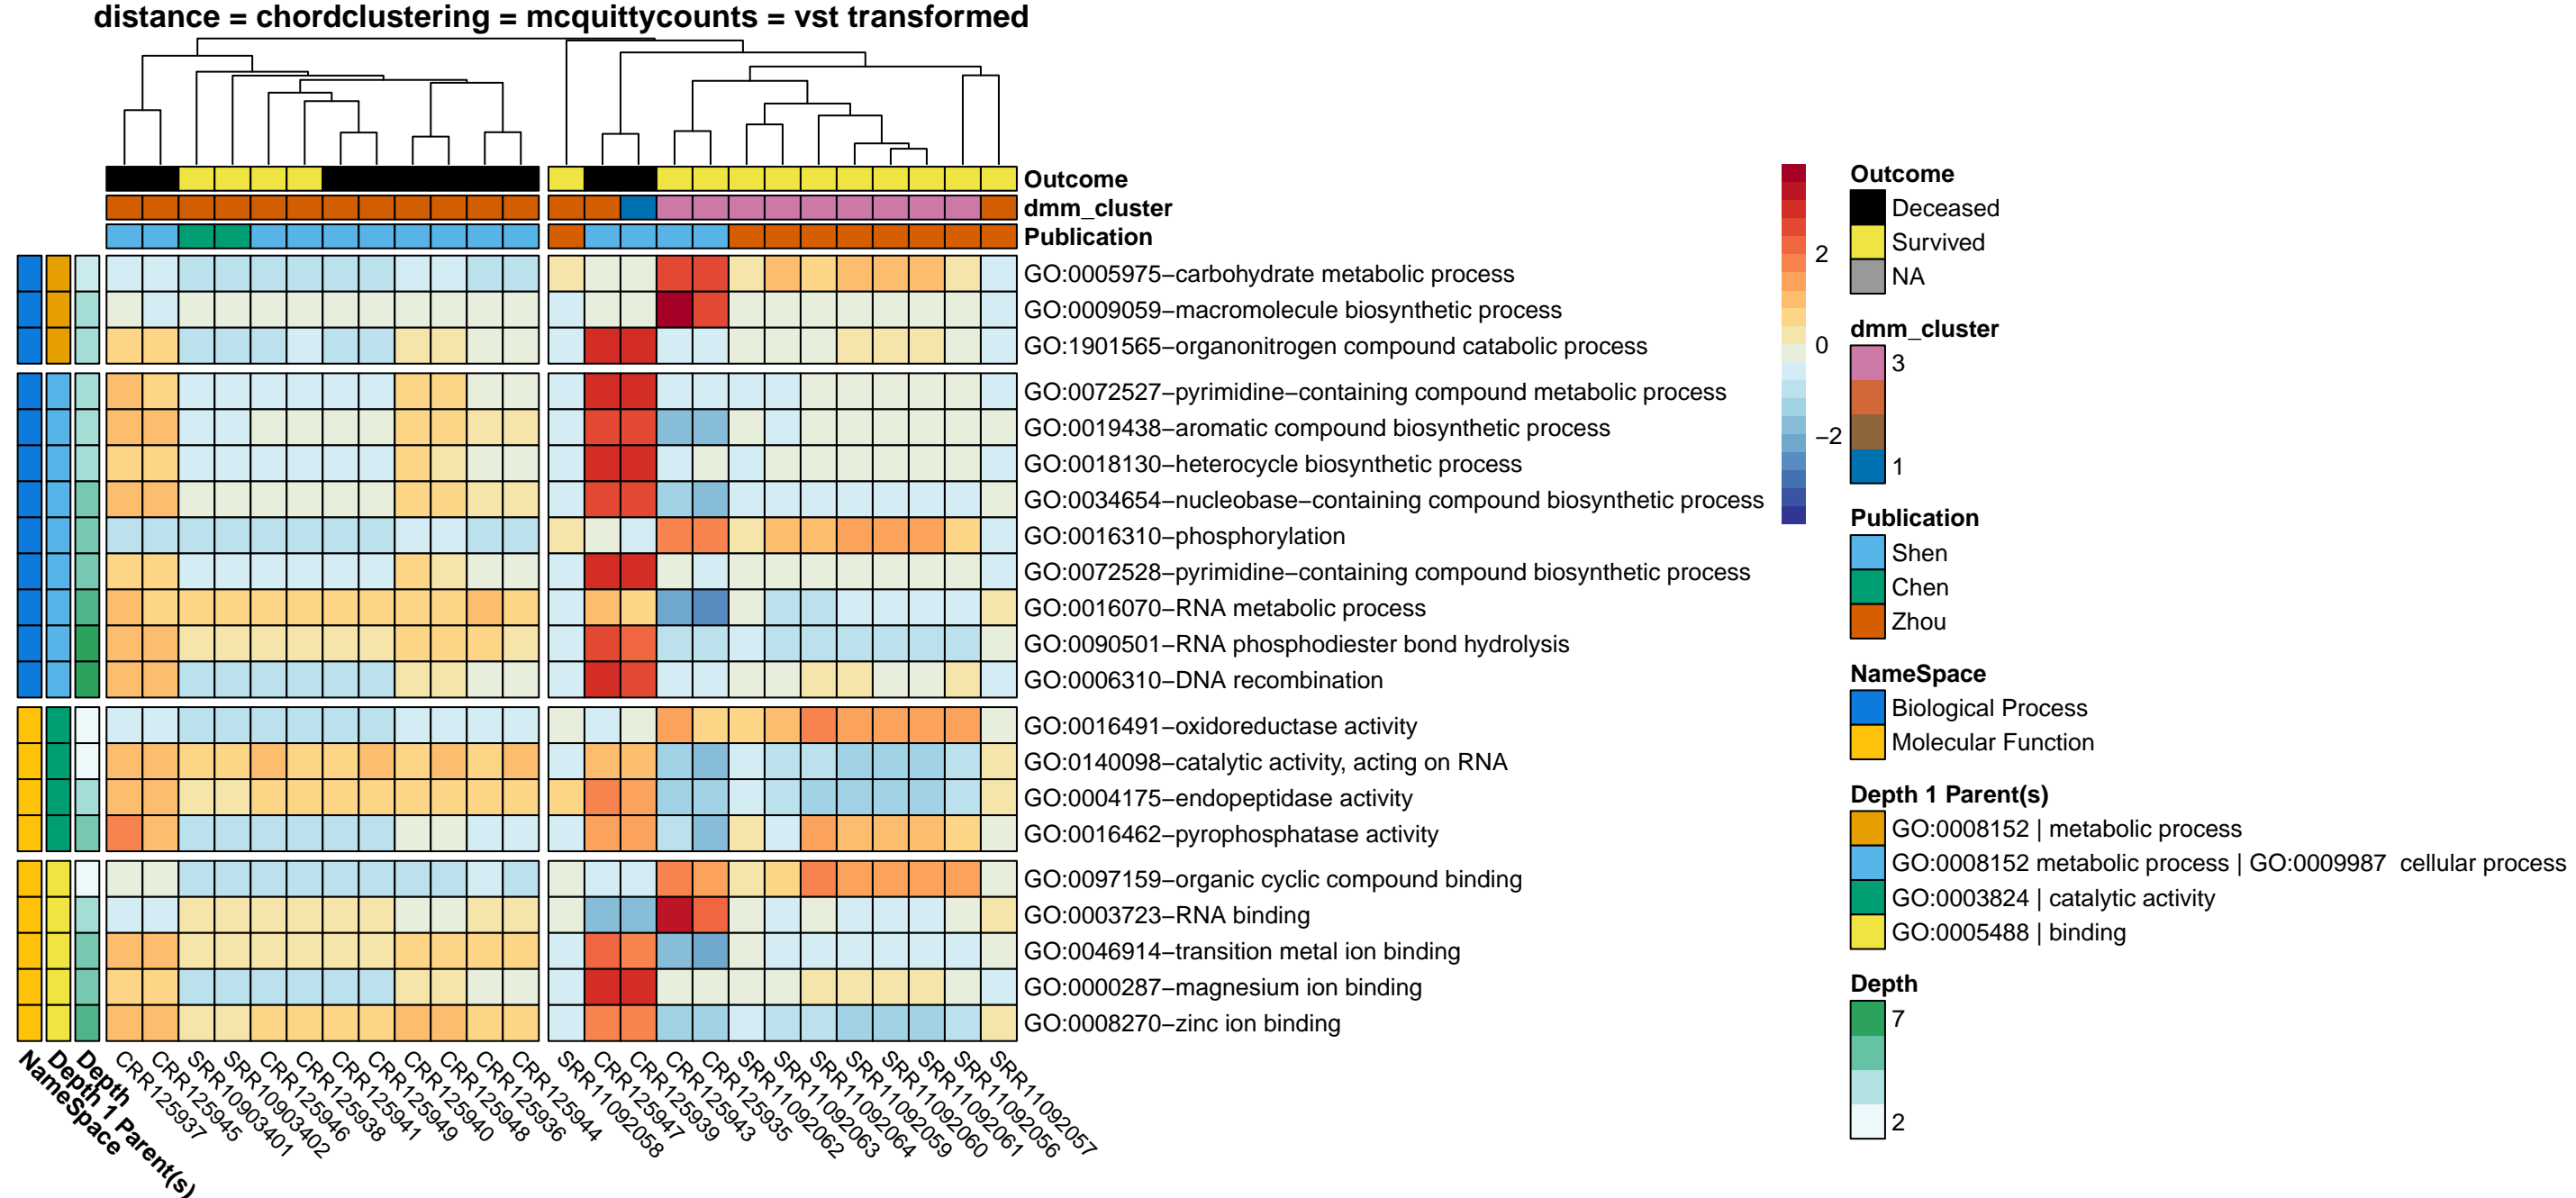 distance = chordclustering = mcquittycounts = vst transformed
Outcome
dmm_cluster
Publication
GO:0005975−carbohydrate metabolic process
GO:0009059−macromolecule biosynthetic process
GO:1901565−organonitrogen compound catabolic process
GO:0072527−pyrimidine−containing compound metabolic process
GO:0019438−aromatic compound biosynthetic process
GO:0018130−heterocycle biosynthetic process
GO:0034654−nucleobase−containing compound biosynthetic process
GO:0016310−phosphorylation
GO:0072528−pyrimidine−containing compound biosynthetic process
GO:0016070−RNA metabolic process
GO:0090501−RNA phosphodiester bond hydrolysis
GO:0006310−DNA recombination
GO:0016491−oxidoreductase activity
GO:0140098−catalytic activity, acting on RNA
GO:0004175−endopeptidase activity
GO:0016462−pyrophosphatase activity
GO:0097159−organic cyclic compound binding
GO:0003723−RNA binding
GO:0046914−transition metal ion binding
GO:0000287−magnesium ion binding
GO:0008270−zinc ion binding
NameSpace
Depth 1 Parent(s)
Depth
CRR125937
CRR125945
SRR10903401
SRR10903402
CRR125946
CRR125938
CRR125941
CRR125949
CRR125940
CRR125948
CRR125936
CRR125944
SRR11092058
CRR125947
CRR125939
CRR125943
CRR125935
SRR11092062
SRR11092063
SRR11092064
SRR11092059
SRR11092060
SRR11092061
SRR11092056
SRR11092057
2
0
−2
Outcome
Deceased
Survived
NA
dmm_cluster
3
1
Publication
Shen
Chen
Zhou
NameSpace
Biological Process
Molecular Function
Depth 1 Parent(s)
GO:0008152 | metabolic process
GO:0008152 metabolic process | GO:0009987  cellular process
GO:0003824 | catalytic activity
GO:0005488 | binding
Depth
7
2